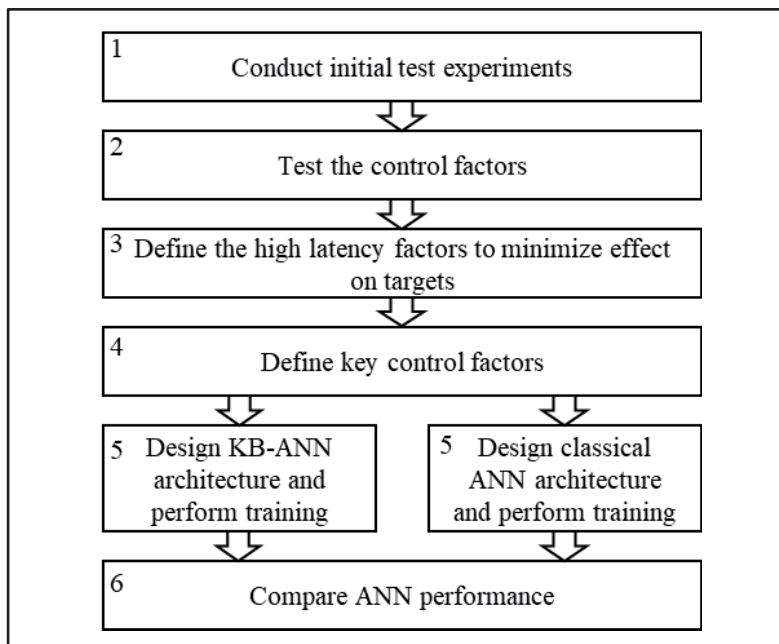 1
Conduct initial test experiments
2
Test the control factors
3
Define the high latency factors to minimize effect
on targets
4
Define key control factors
5
Design KB-ANN
architecture and
perform training
5
Design classical
ANN architecture
and perform training
6
Compare ANN performance